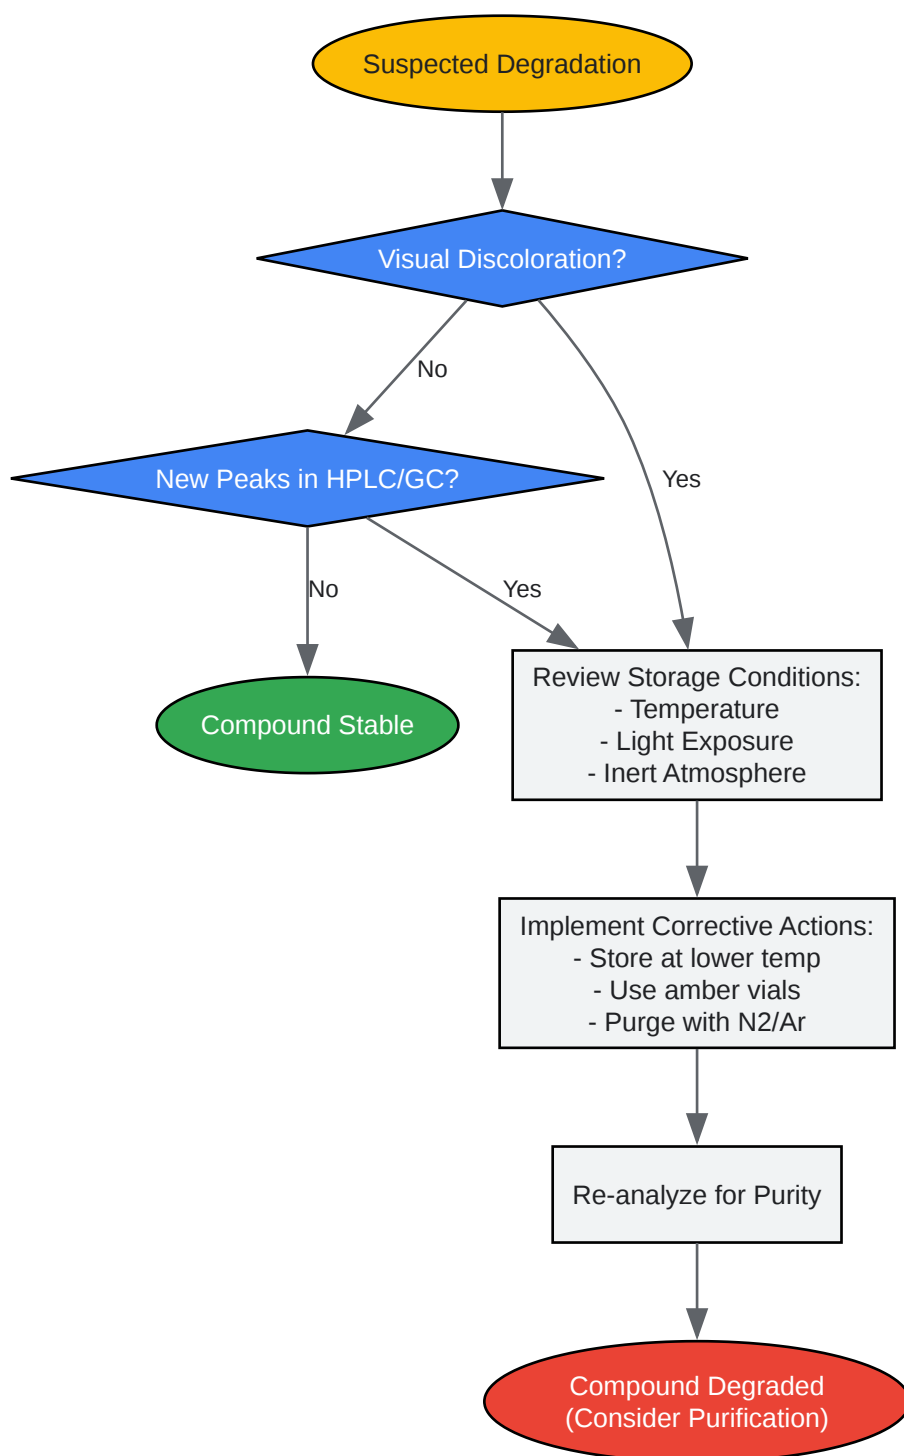 Suspected Degradation
Visual Discoloration?
No
New Peaks in HPLC/GC?
Yes
No
Yes
Review Storage Conditions:
- Temperature
- Light Exposure
- Inert Atmosphere
Compound Stable
Implement Corrective Actions:
- Store at lower temp
- Use amber vials
- Purge with N2/Ar
Re-analyze for Purity
Compound Degraded
(Consider Purification)